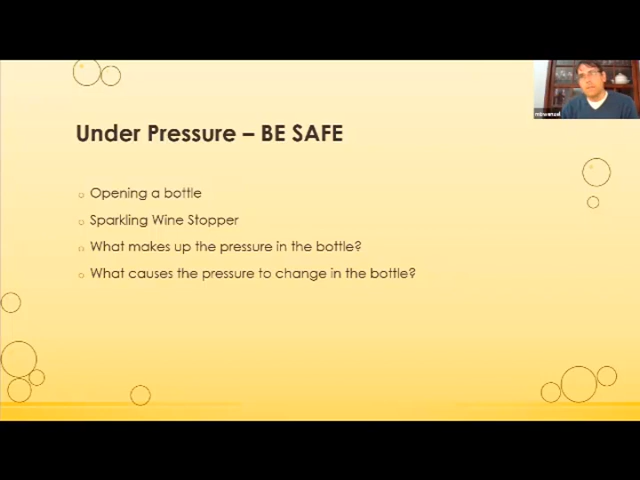 Under Pressure – BE SAFE
Opening a bottle
Sparkling Wine Stopper
What makes up the pressure in the bottle?
What causes the pressure to change in the bottle?